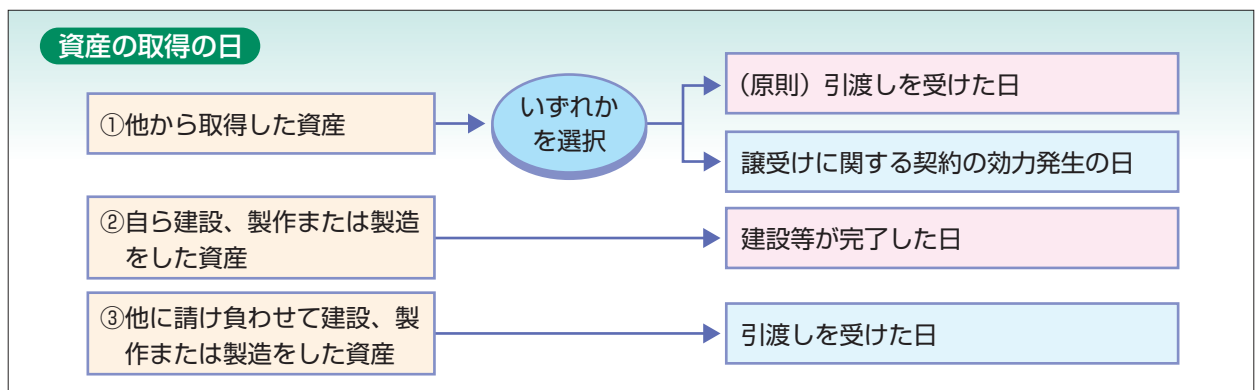 資産の取得の日
①他から取得した資産
いずれか
を選択
(原則)引渡しを受けた日
譲受けに関する契約の効力発生の日
②自ら建設、製作または製造
をした資産
建設等が完了した日
③他に請け負わせて建設、製
作または製造をした資産
引渡しを受けた日